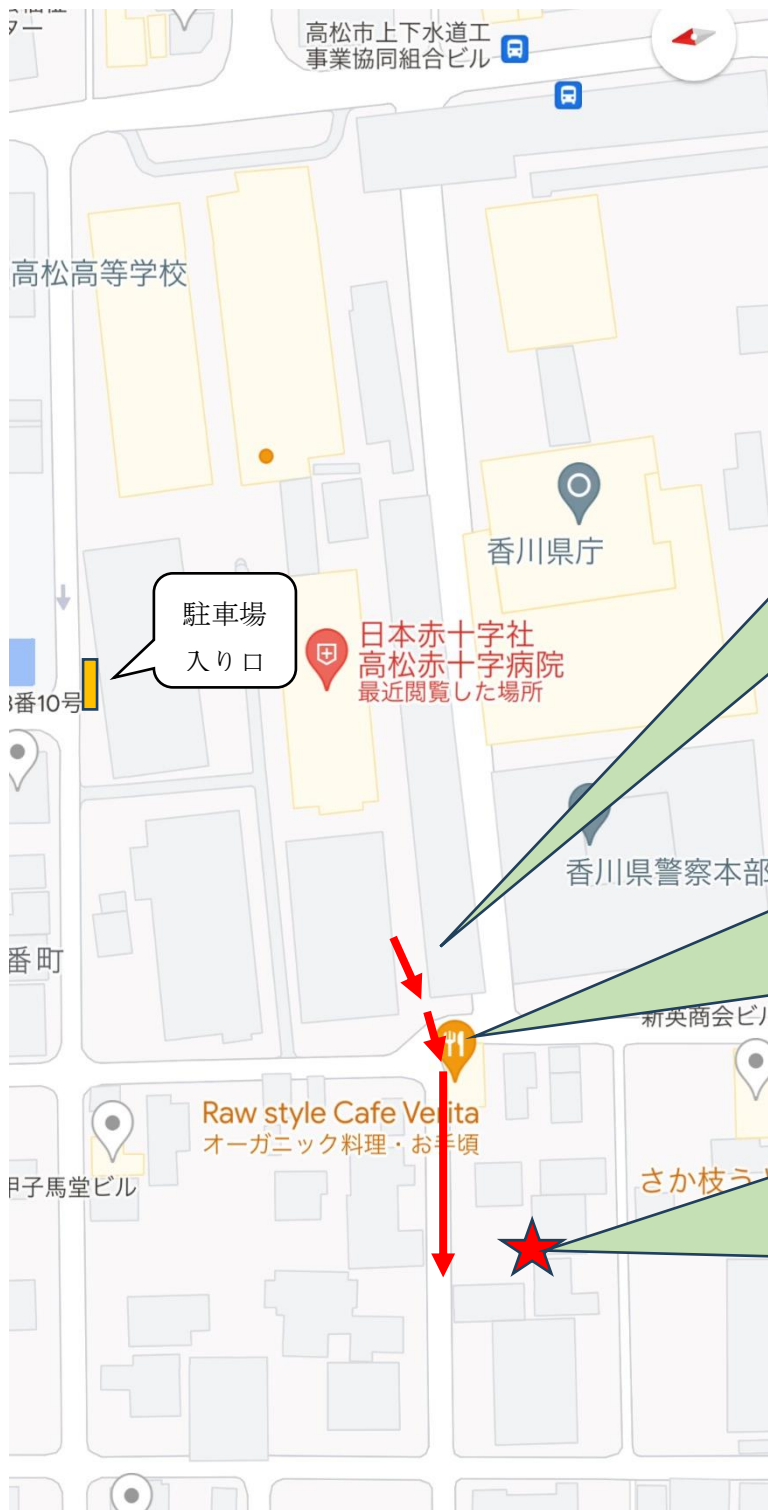 ター
高松市上下水道工
事業協同組合ビル
高松高等学校
香川県庁
駐車場
入り口
日本赤十字社
高松赤十字病院
最近閲覧した場所
番10号
香川県警察本部
番町
新英商会ビル
Raw style Cafe Verita
オーガニック料理・お手頃
甲子馬堂ビル
さか枝う